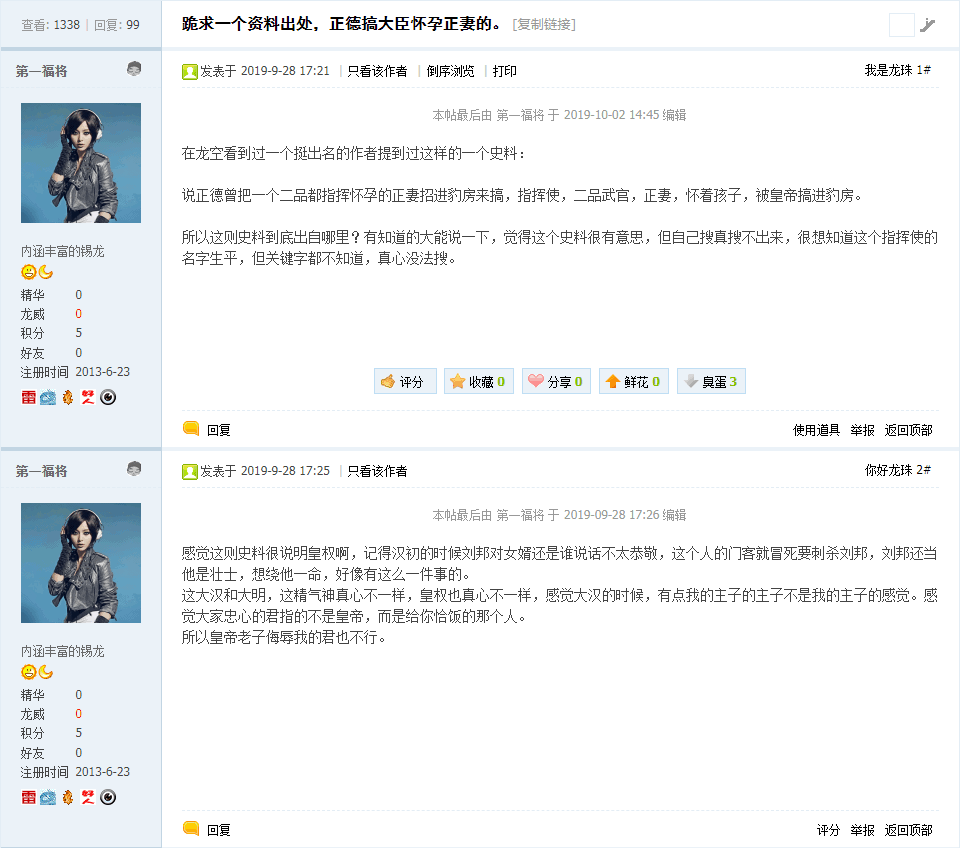 查看: 1338 | 回复: 99
跪求一个资料出处，正德搞大臣怀孕正妻的。 [复制链接]
第一福将
发表于 2019-9-28 17:21 | 只看该作者 | 倒序浏览 | 打印
我是龙珠 1#
本帖最后由 第一福将 于 2019-10-02 14:45 编辑
在龙空看到过一个挺出名的作者提到过这样的一个史料：
说正德曾把一个二品都指挥怀孕的正妻招进豹房来搞，指挥使，二品武官，正妻，怀着孩子，被皇帝搞进豹房。
所以这则史料到底出自哪里？有知道的大能说一下，觉得这个史料很有意思，但自己搜真搜不出来，很想知道这个指挥使的
名字生平，但关键字都不知道，真心没法搜。
内涵丰富的锡龙
精华 0
龙威 0
积分 5
好友 0
注册时间 2013-6-23
雷
好人
评分
收藏 0
分享 0
鲜花 0
臭蛋 3
回复
使用道具 举报 返回顶部
第一福将
发表于 2019-9-28 17:25 | 只看该作者
你好龙珠 2#
本帖最后由 第一福将 于 2019-09-28 17:26 编辑
感觉这则史料很说明皇权啊，记得汉初的时候刘邦对女婿还是谁说话不太恭敬，这个人的门客就冒死要刺杀刘邦，刘邦还当
他是壮士，想绕他一命，好像有这么一件事的。
这大汉和大明，这精气神真心不一样，皇权也真心不一样，感觉大汉的时候，有点我的主子的主子不是我的主子的感觉。感
觉大家忠心的君指的不是皇帝，而是给你恰饭的那个人。
所以皇帝老子侮辱我的君也不行。
内涵丰富的锡龙
精华 0
龙威 0
积分 5
好友 0
注册时间 2013-6-23
雷
好人
回复
评分 举报 返回顶部